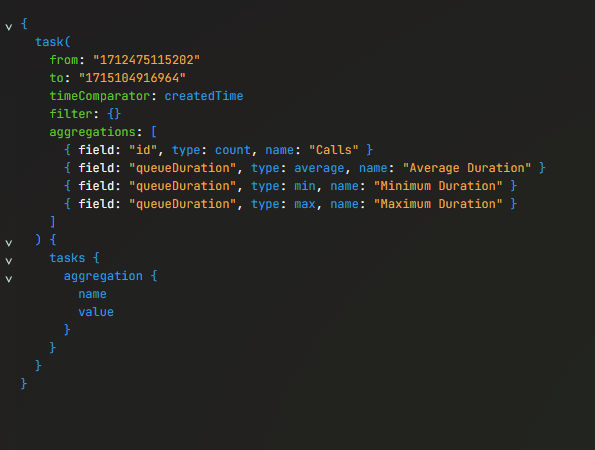 {
  task(
    from: "1712475115202"
    to: "1715104916964"
    timeComparator: createdTime
    filter: {}
    aggregations: [
      { field: "id", type: count, name: "Calls" }
      { field: "queueDuration", type: average, name: "Average Duration" }
      { field: "queueDuration", type: min, name: "Minimum Duration" }
      { field: "queueDuration", type: max, name: "Maximum Duration" }
    ]
  ) {
    tasks {
      aggregation {
        name
        value
      }
    }
  }
}